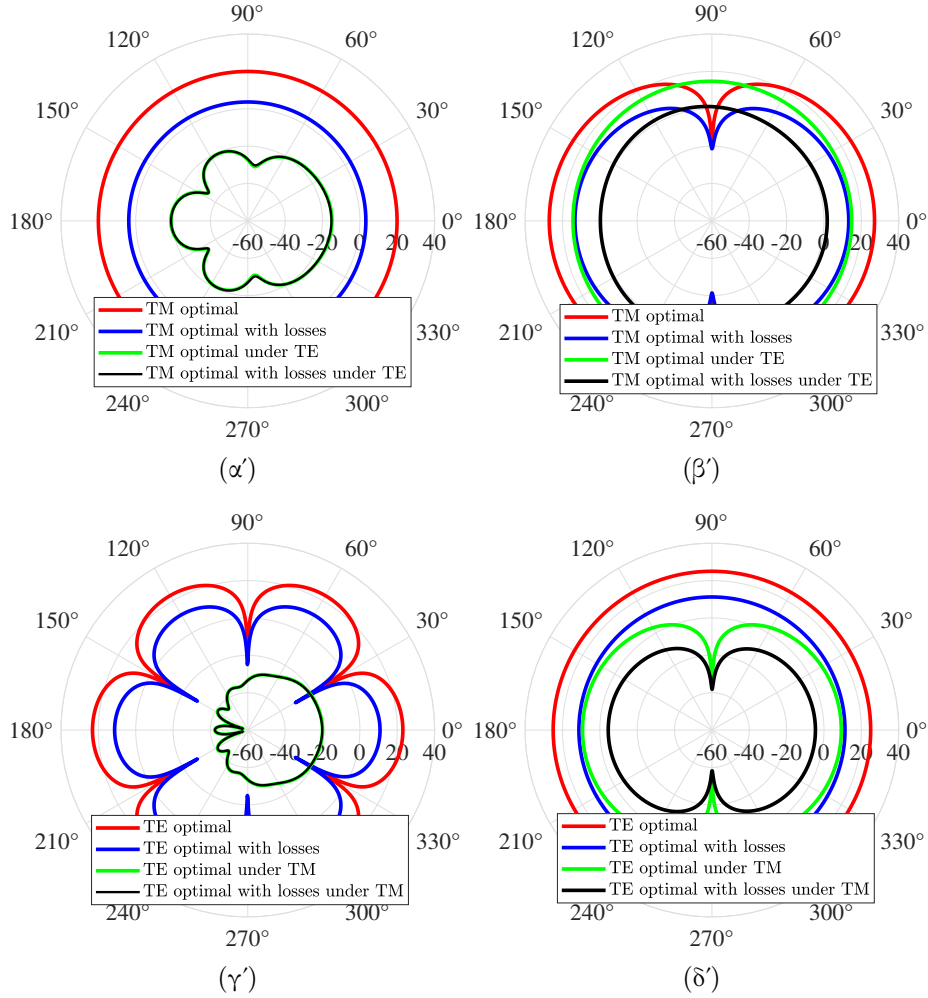 90°
120° 60°
150° 30°
180° 0°
-60 -40 -20 0 20 40
210° 330°
240° 300°
270°
TM optimal
TM optimal with losses
TM optimal under TE
TM optimal with losses under TE
(α′)
90°
120° 60°
150° 30°
180° 0°
-60 -40 -20 0 20 40
210° 330°
240° 300°
270°
TM optimal
TM optimal with losses
TM optimal under TE
TM optimal with losses under TE
(β′)
90°
120° 60°
150° 30°
180° 0°
-60 -40 -20 0 20 40
210° 330°
240° 300°
270°
TE optimal
TE optimal with losses
TE optimal under TM
TE optimal with losses under TM
(γ′)
90°
120° 60°
150° 30°
180° 0°
-60 -40 -20 0 20 40
210° 330°
240° 300°
270°
TE optimal
TE optimal with losses
TE optimal under TM
TE optimal with losses under TM
(δ′)